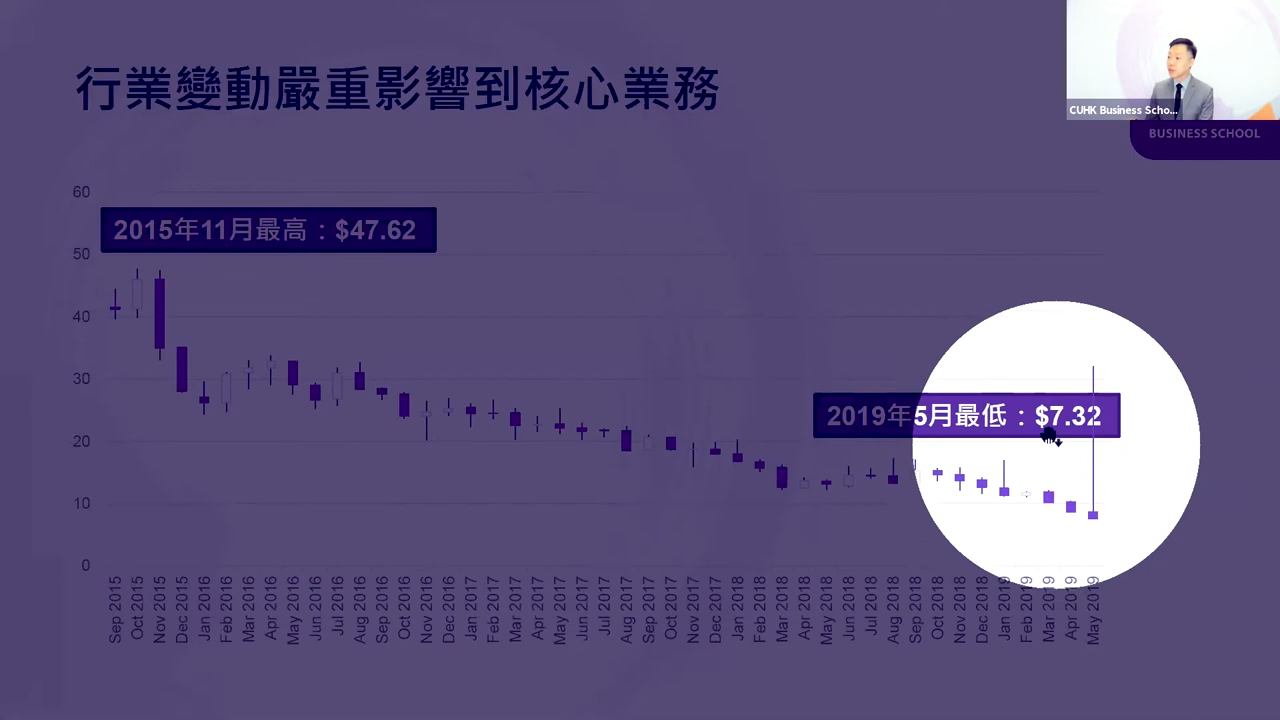 行業變動嚴重影響到核心業務
CUHK Business Scho...
BUSINESS SCHOOL
60
2015年11月最高：$47.62
50
40
30
2019年5月最低：$7.32
20
10
0
Sep 2015
Oct 2015
Nov 2015
Dec 2015
Jan 2016
Feb 2016
Mar 2016
Apr 2016
May 2016
Jun 2016
Jul 2016
Aug 2016
Sep 2016
Oct 2016
Nov 2016
Dec 2016
Jan 2017
Feb 2017
Mar 2017
Apr 2017
May 2017
Jun 2017
Jul 2017
Aug 2017
Sep 2017
Oct 2017
Nov 2017
Dec 2017
Jan 2018
Feb 2018
Mar 2018
Apr 2018
May 2018
Jun 2018
Jul 2018
Aug 2018
Sep 2018
Oct 2018
Nov 2018
Dec 2018
Jan 2019
Feb 2019
Mar 2019
Apr 2019
May 2019